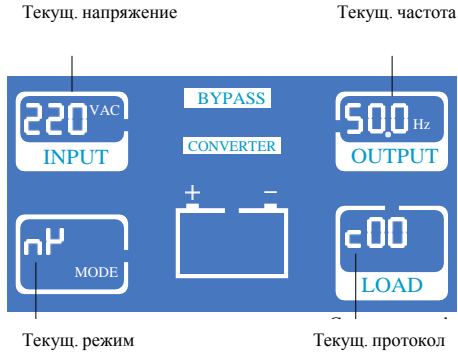 Текущ. напряжение
Текущ. частота
220 VAC
BYPASS
50.0 Hz
INPUT
CONVERTER
OUTPUT
+ −
c00
MODE
LOAD
Текущ. режим
Текущ. протокол